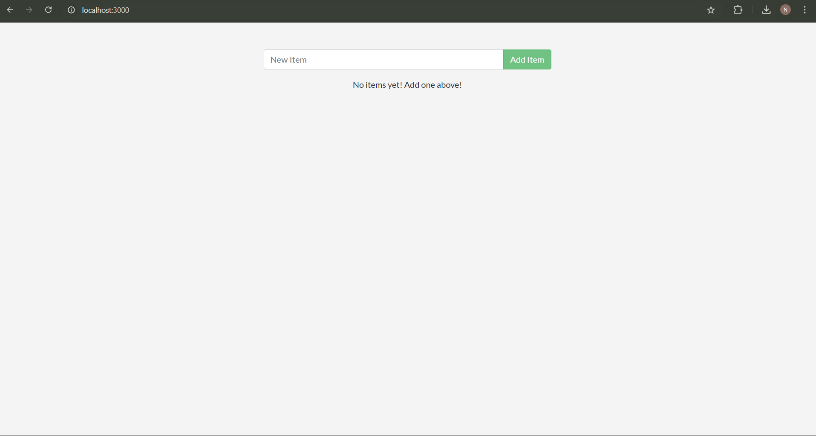 localhost:3000
N
New Item
Add Item
No items yet! Add one above!